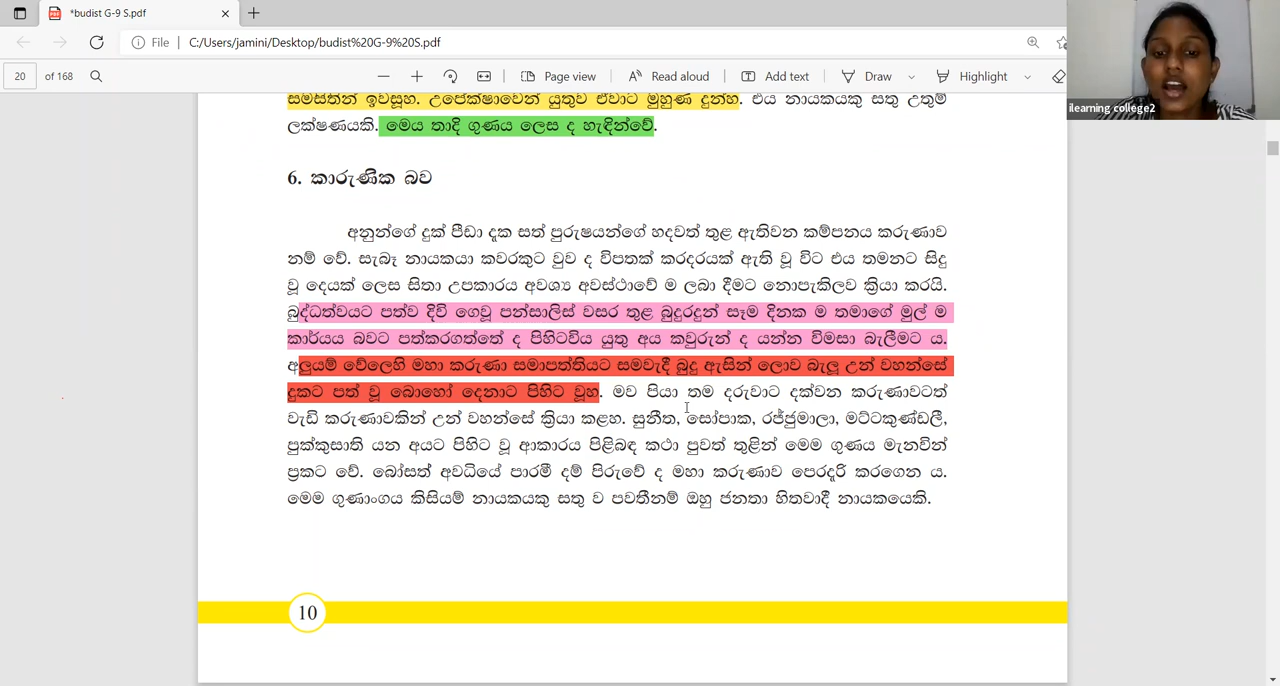 *budist G-9 S.pdf
File C:/Users/jamini/Desktop/budist%20G-9%20S.pdf
20 of 168 Page view Read aloud Add text Draw Highlight
ilearning college2
සමසිතින් ඉවසූහ. උපෙක්ෂාවෙන් යුතුව ඒවාට මුහුණ දුන්හ. එය නායකයකු සතු උතුම්
ලක්ෂණයකි. මෙය තාදි ගුණය ලෙස ද හැඳින්වේ.
6. කාරුණික බව
අනුන්ගේ දුක් පීඩා දැක සත් පුරුෂයන්ගේ හදවත් තුළ ඇතිවන කම්පනය කරුණාව
නම් වේ. සැබෑ නායකයා කවරකුට වුව ද විපතක් කරදරයක් ඇති වූ විට එය තමනට සිදු
වූ දෙයක් ලෙස සිතා උපකාරය අවශ්‍ය අවස්ථාවේ ම ලබා දීමට නොපැකිලව ක්‍රියා කරයි.
බුද්ධත්වයට පත්ව දිවි ගෙවූ පන්සාලිස් වසර තුළ බුදුරදුන් සෑම දිනක ම තමාගේ මුල් ම
කාර්යය බවට පත්කරගත්තේ ද පිහිටවිය යුතු අය කවුරුන් ද යන්න විමසා බැලීමට ය.
අලුයම් වේලෙහි මහා කරුණා සමාපත්තියට සමවැදී බුදු ඇසින් ලොව බැලූ උන් වහන්සේ
දුකට පත් වූ බොහෝ දෙනාට පිහිට වූහ. මව පියා තම දරුවාට දක්වන කරුණාවටත්
වැඩි කරුණාවකින් උන් වහන්සේ ක්‍රියා කළහ. සුනීත, සෝපාක, රජ්ජුමාලා, මට්ටකුණ්ඩලී,
පුක්කුසාති යන අයට පිහිට වූ ආකාරය පිළිබඳ කථා පුවත් තුළින් මෙම ගුණය මැනවින්
ප්‍රකට වේ. බෝසත් අවධියේ පාරමී දම් පිරුවේ ද මහා කරුණාව පෙරදැරි කරගෙන ය.
මෙම ගුණාංගය කිසියම් නායකයකු සතු ව පවතීනම් ඔහු ජනතා හිතවාදී නායකයෙකි.
10